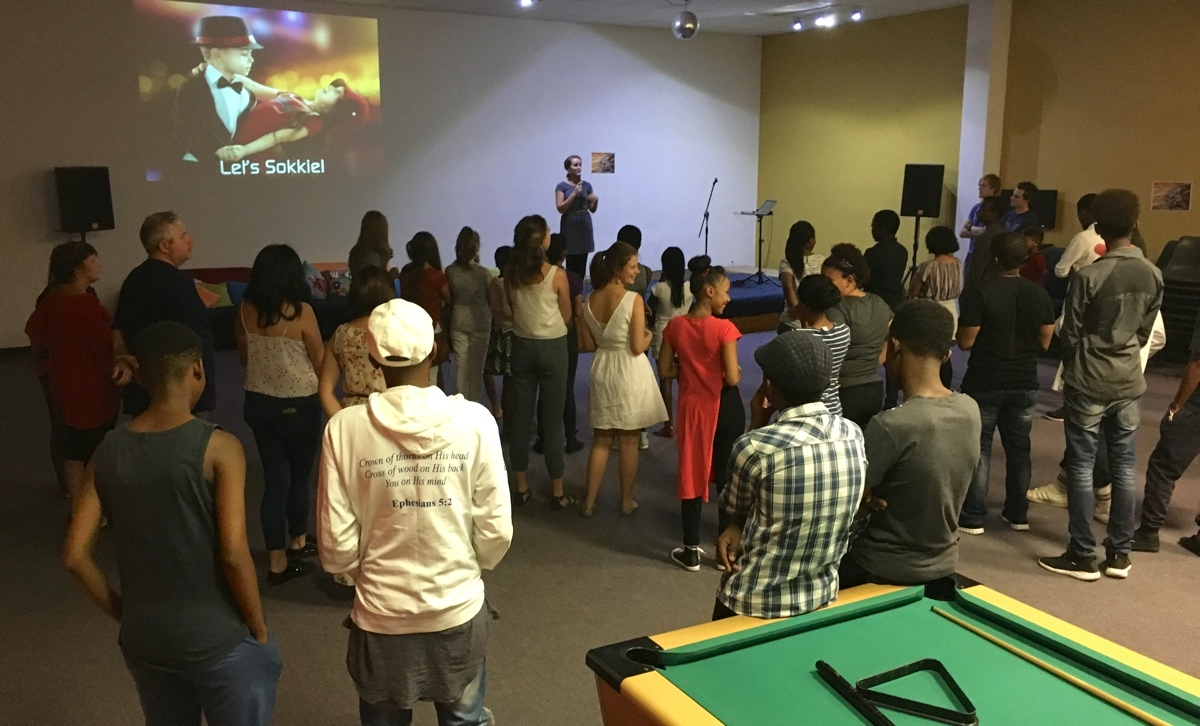 Let's Sokkie!
Crown of thorns on His head
Cross of wood on His back
You on His mind
Ephesians 5:2